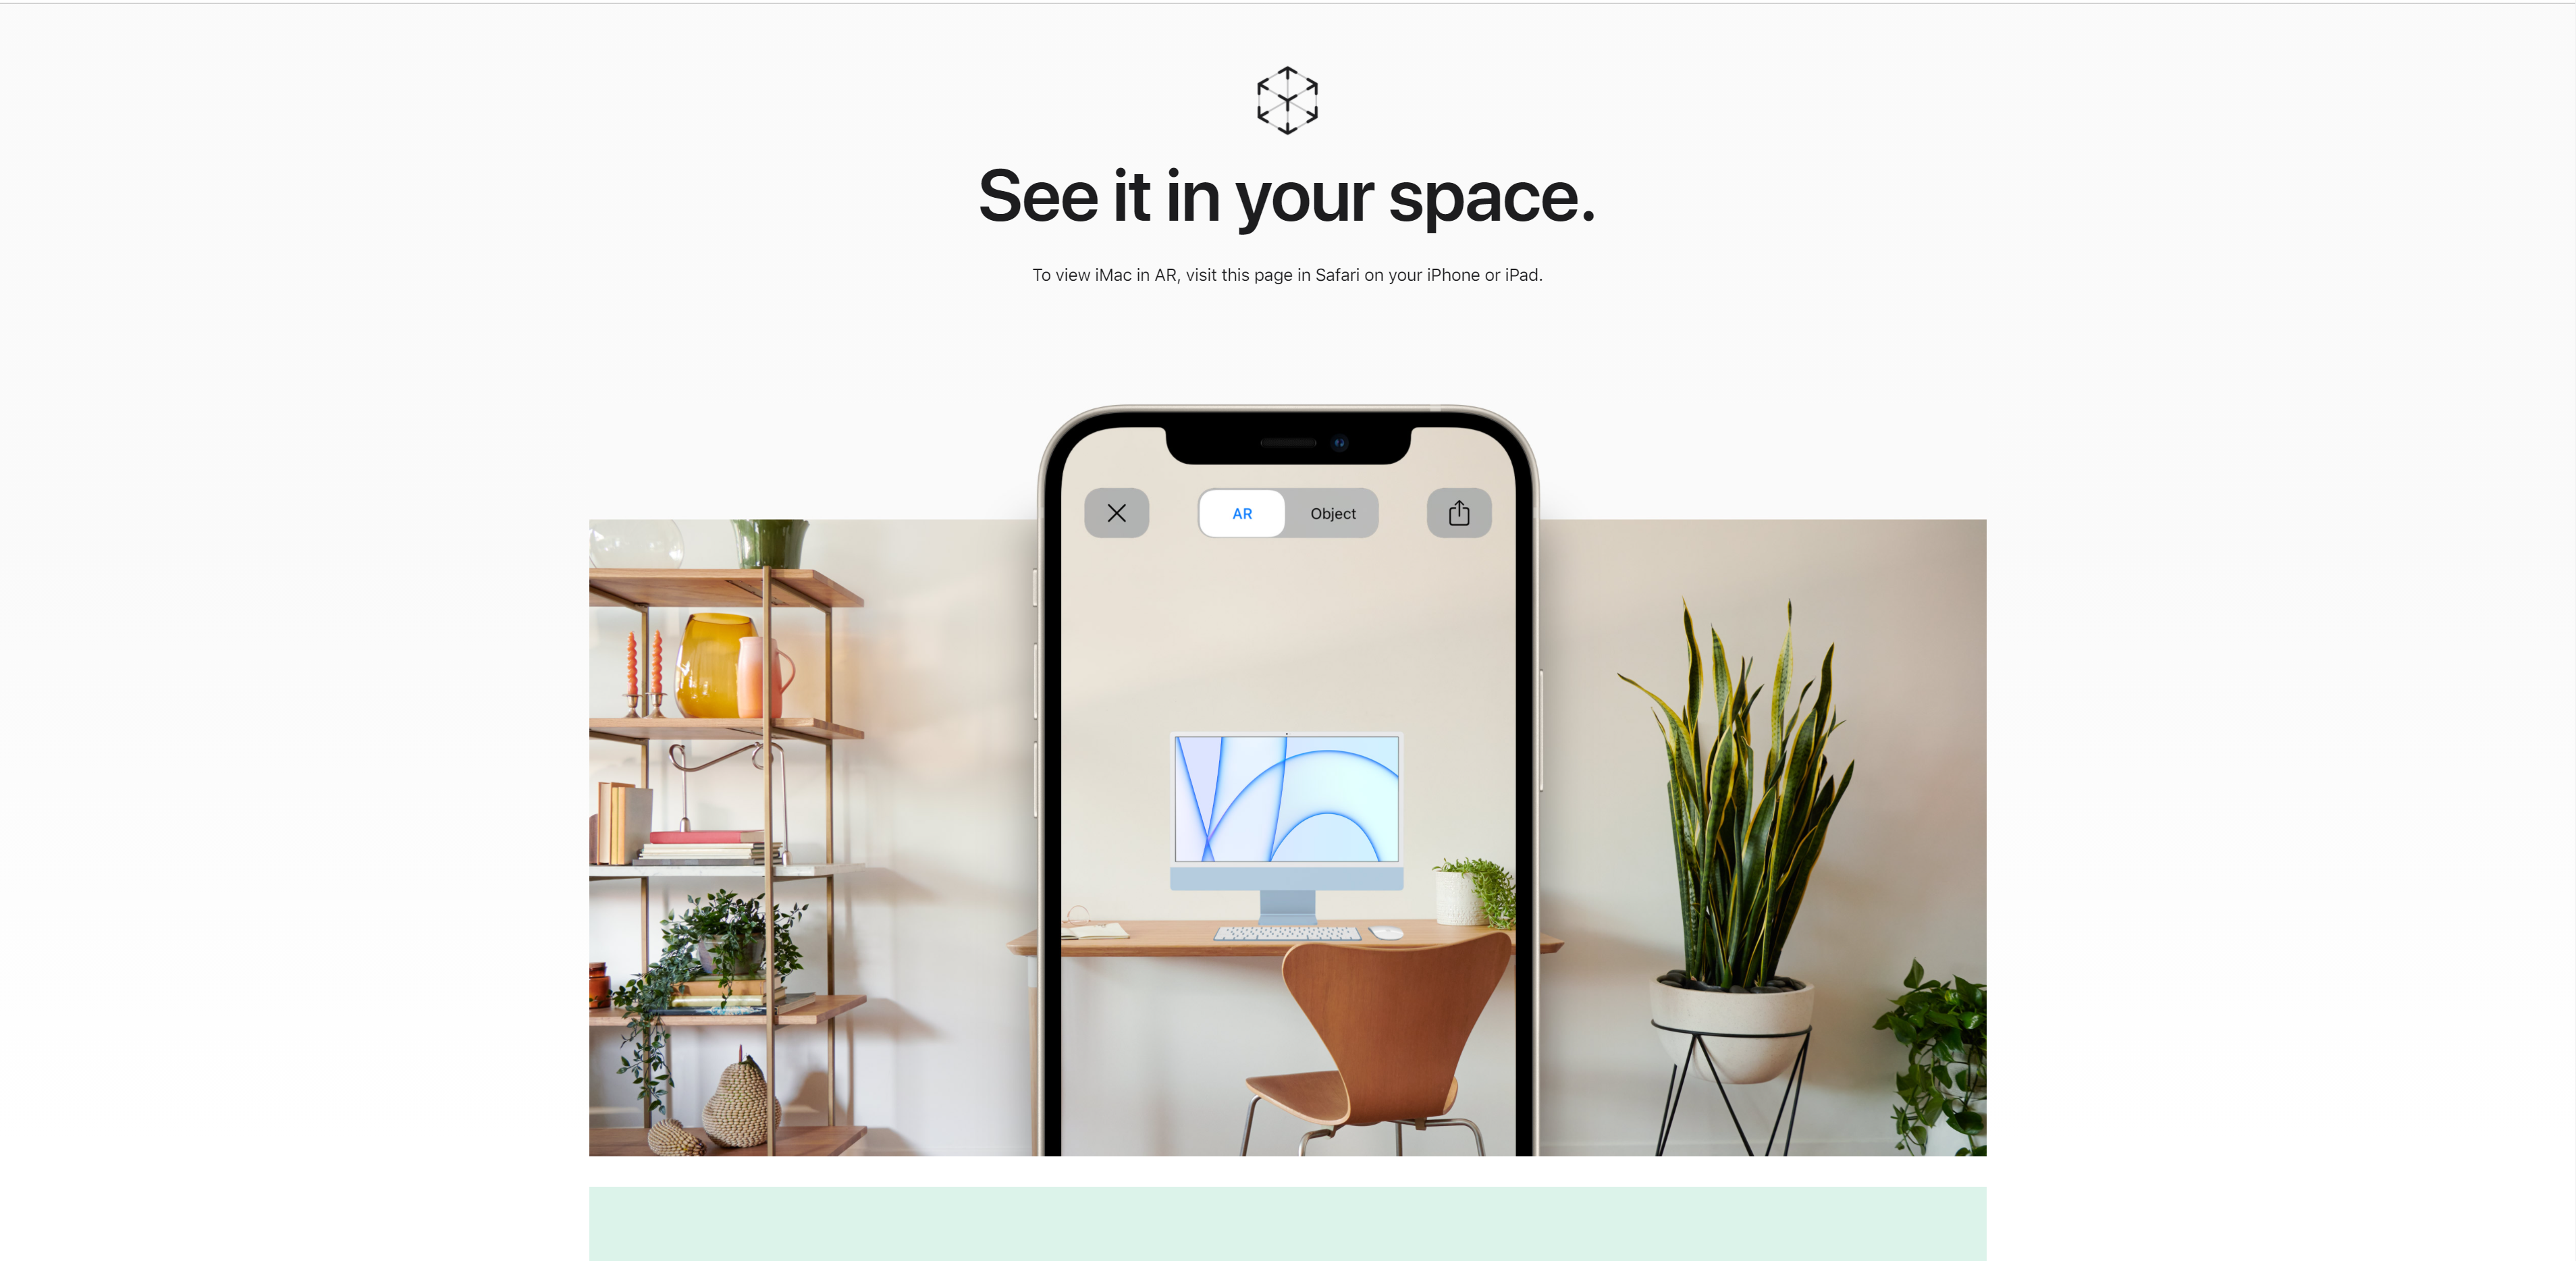 See it in your space.
To view iMac in AR, visit this page in Safari on your iPhone or iPad.
AR
Object